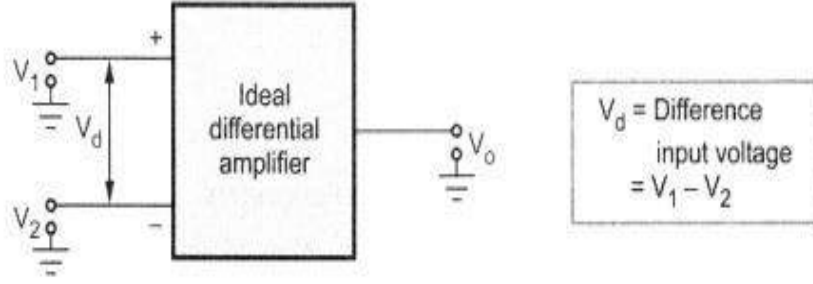 +
V1
Vd
V2
−
Ideal
differential
amplifier
Vo
Vd = Difference
input voltage
= V1 − V2